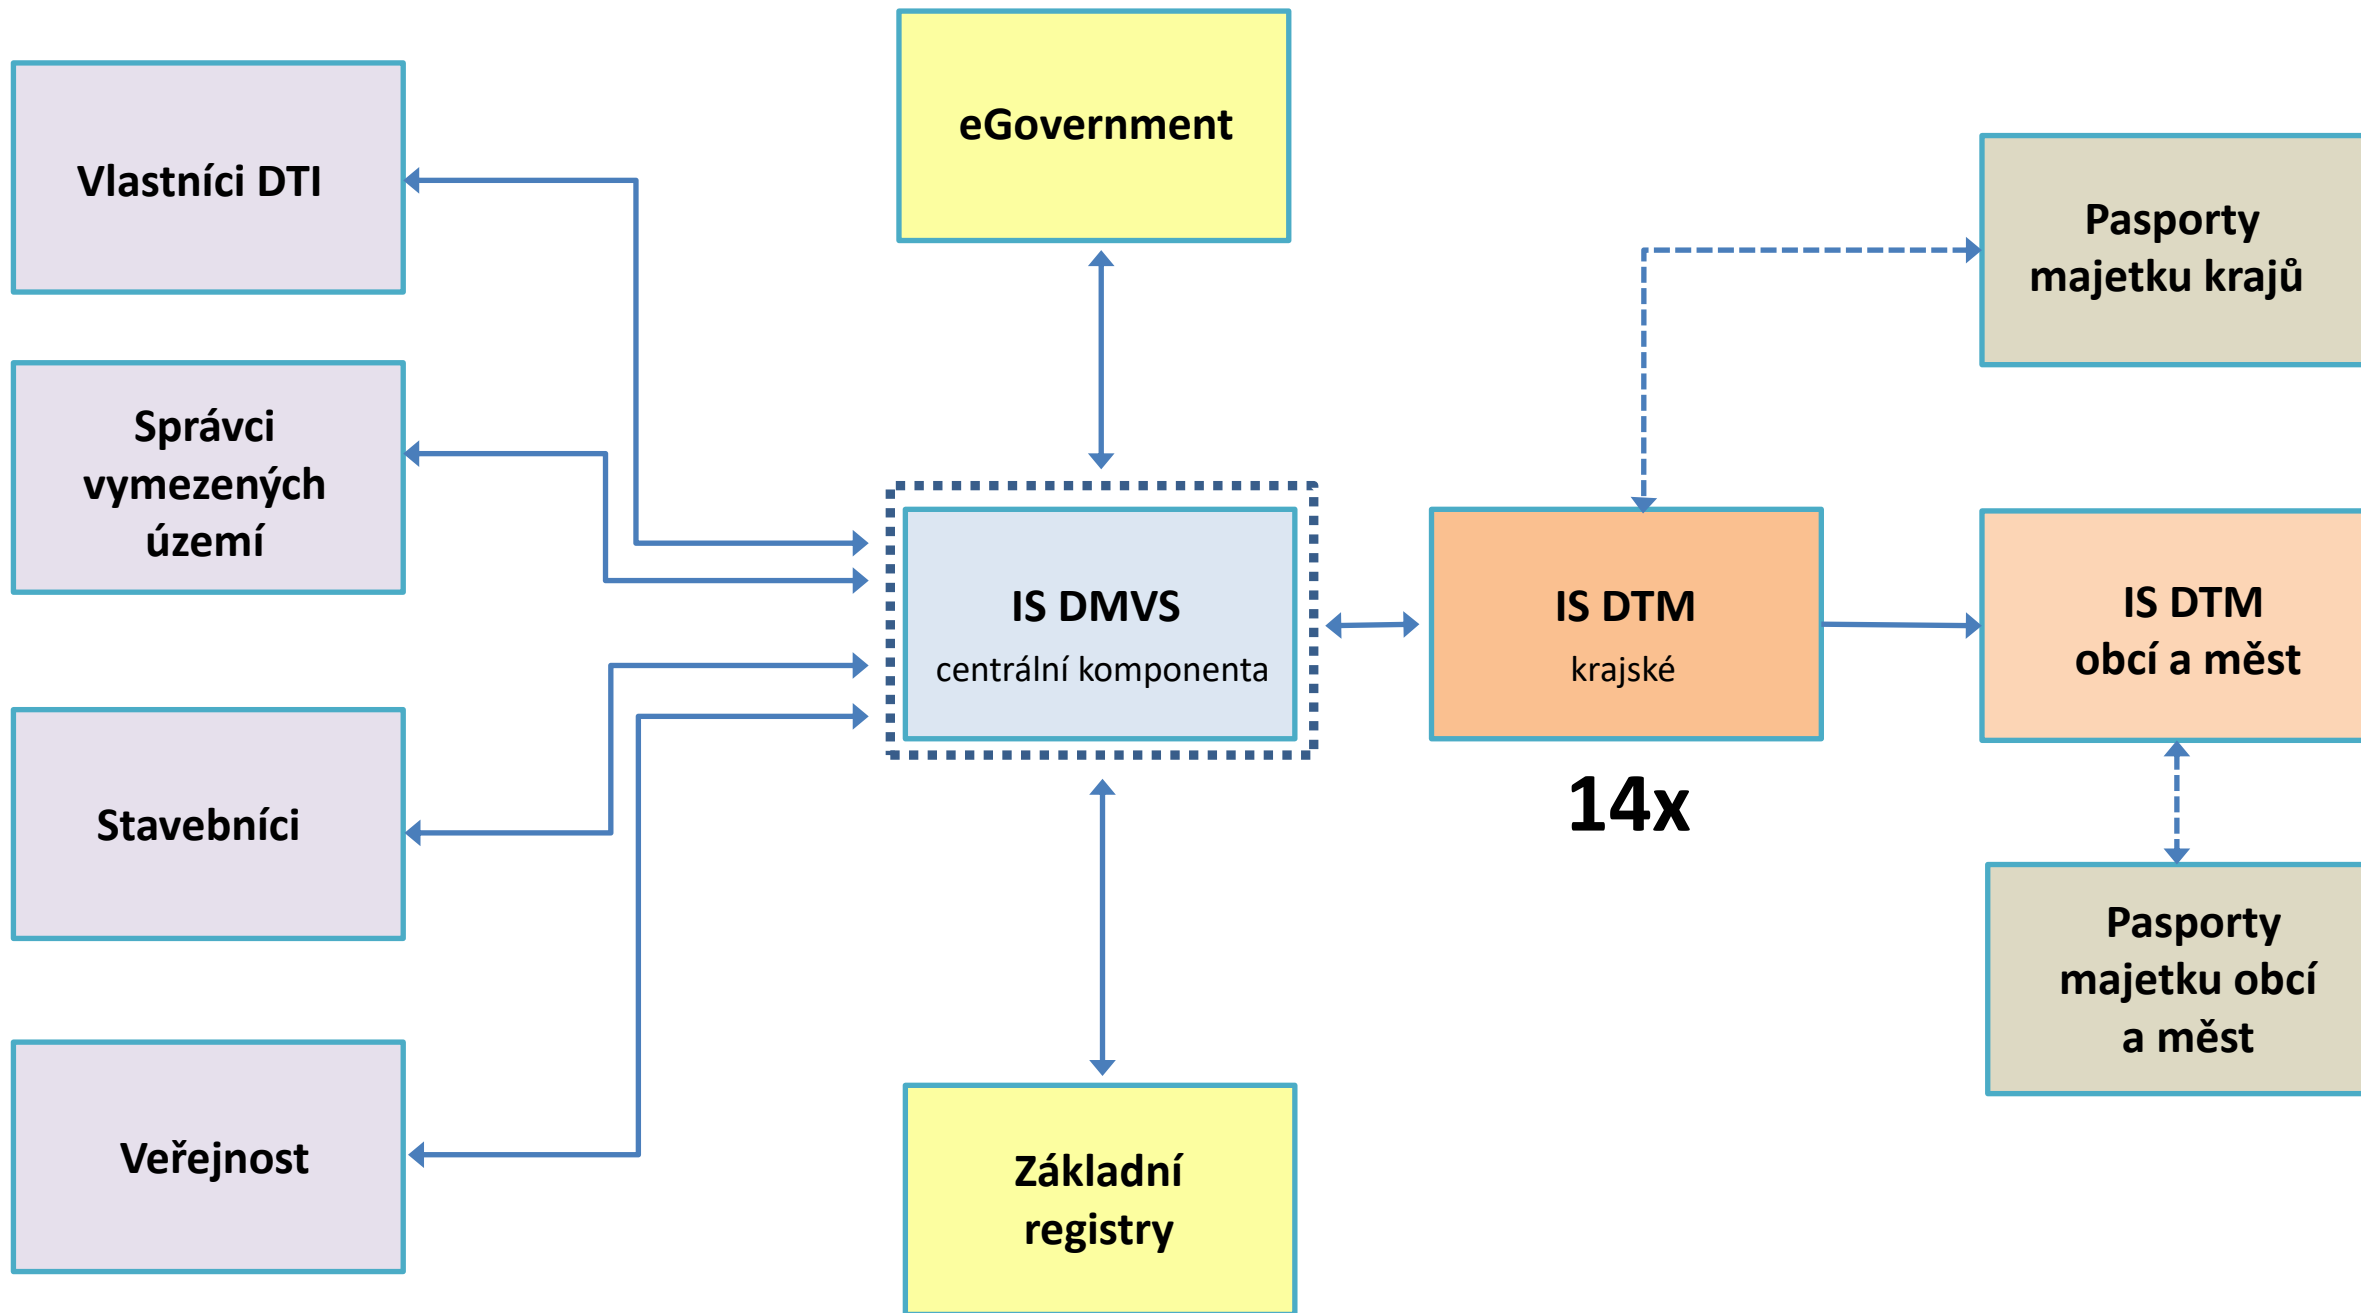 Vlastníci DTI
Správci
vymezených
území
Stavebníci
Veřejnost
eGovernment
IS DMVS
centrální komponenta
Základní
registry
IS DTM
krajské
14x
Pasporty
majetku krajů
IS DTM
obcí a měst
Pasporty
majetku obcí
a měst